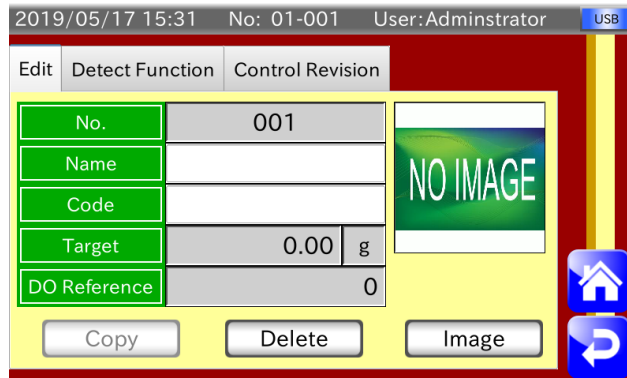 2019/05/17 15:31 No: 01-001 User:Adminstrator USB
Edit Detect Function Control Revision
No. 001
Name
Code
NO IMAGE
Target 0.00 g
DO Reference 0
Copy Delete Image